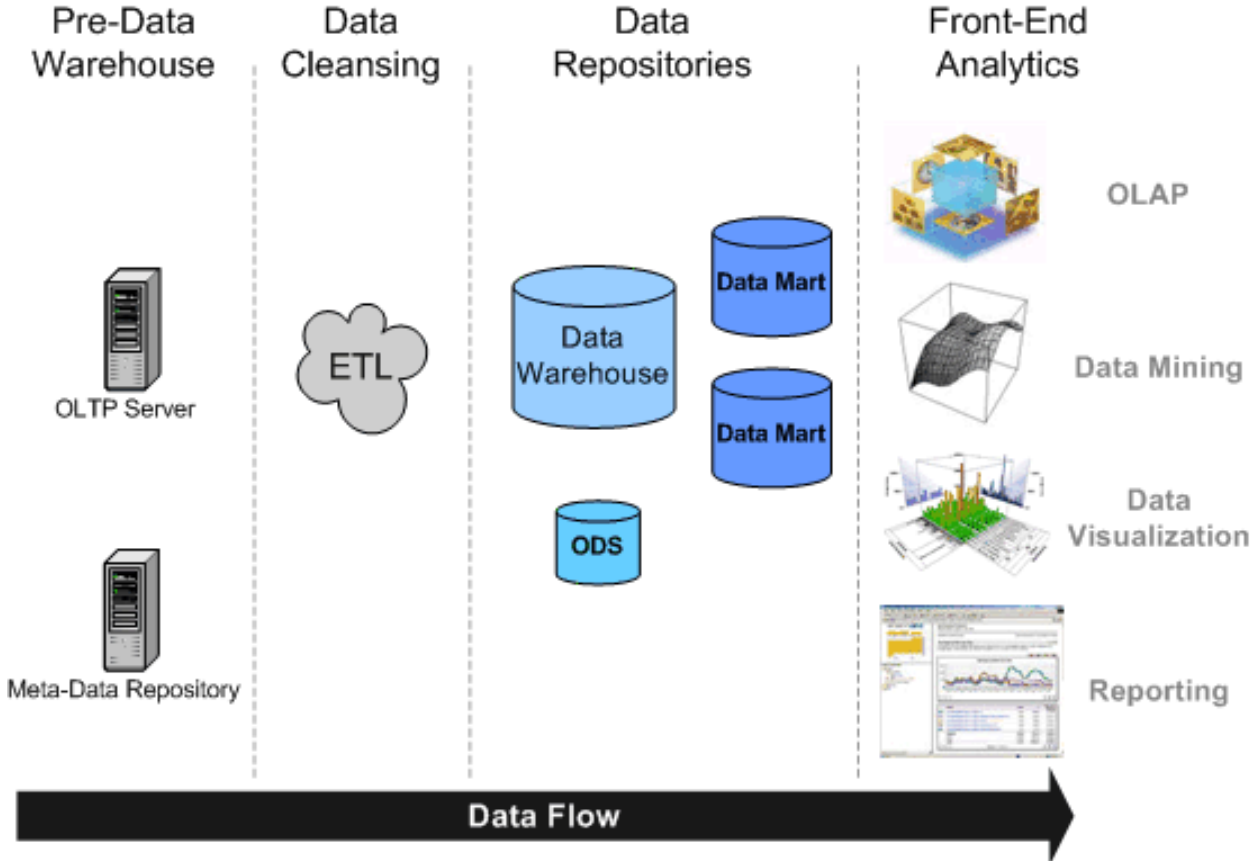 Pre-Data
Warehouse
Data
Cleansing
Data
Repositories
Front-End
Analytics
OLTP Server
Meta-Data Repository
ETL
Data
Warehouse
Data Mart
Data Mart
ODS
OLAP
Data Mining
Data
Visualization
Reporting
Data Flow